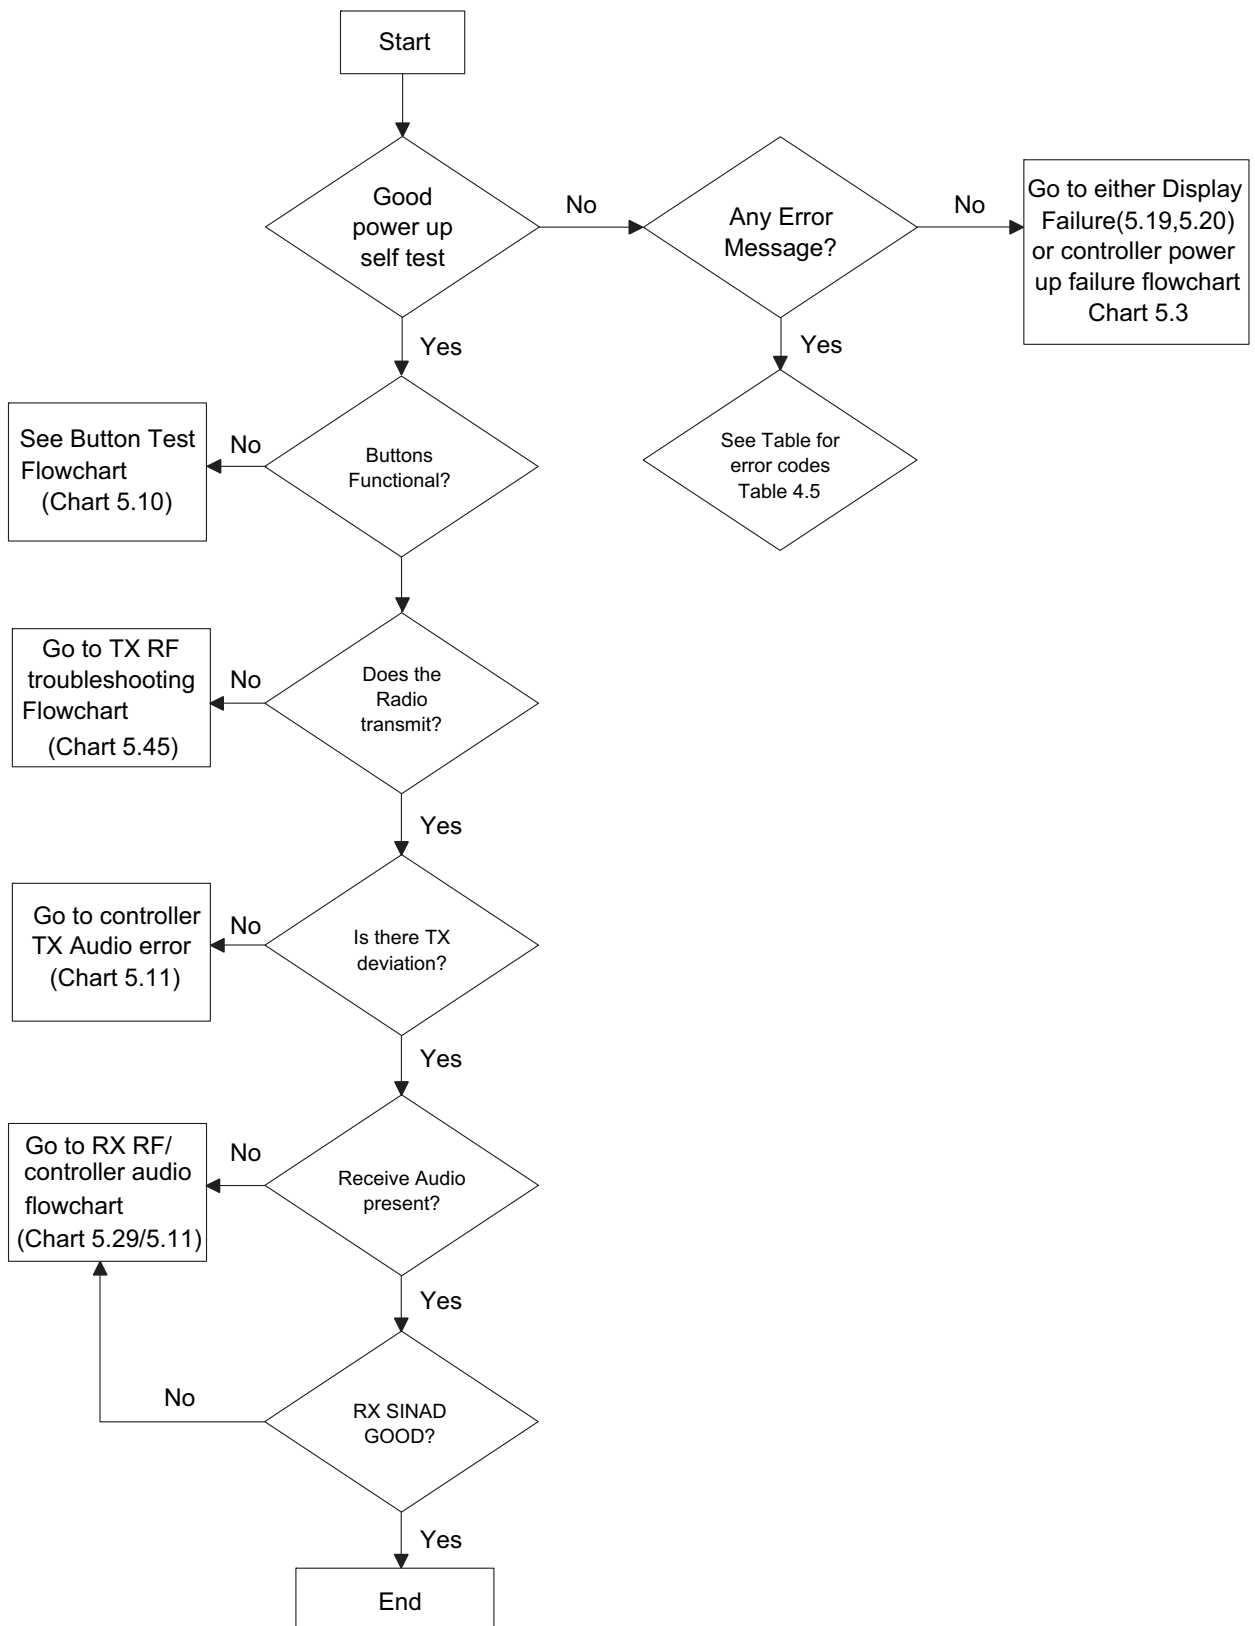 Start
Good
power up
self test
No
Any Error
Message?
No
Go to either Display
Failure(5.19,5.20)
or controller power
up failure flowchart
Chart 5.3
Yes
Yes
See Table for
error codes
Table 4.5
See Button Test
Flowchart
(Chart 5.10)
No
Buttons
Functional?
Go to TX RF
troubleshooting
Flowchart
(Chart 5.45)
No
Does the
Radio
transmit?
Yes
Go to controller
TX Audio error
(Chart 5.11)
No
Is there TX
deviation?
Yes
Go to RX RF/
controller audio
flowchart
(Chart 5.29/5.11)
No
Receive Audio
present?
Yes
No
RX SINAD
GOOD?
Yes
End